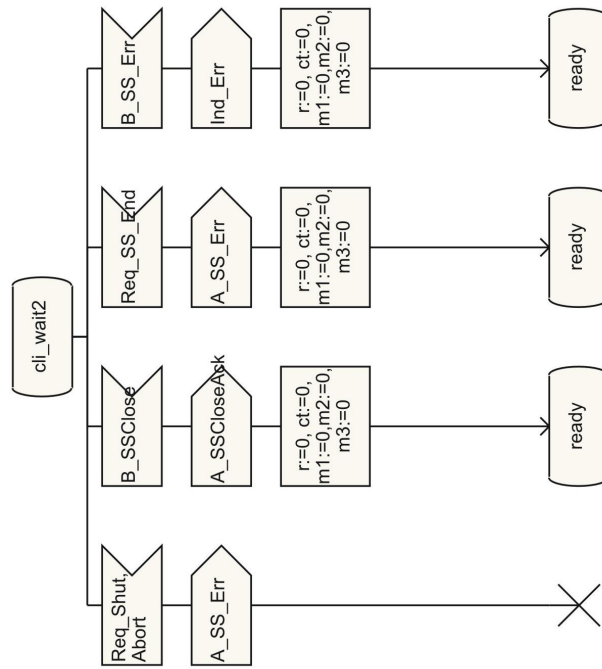 cli_wait2
Req_Shut,
Abort
A_SS_Err
B_SSClose
A_SSCloseAck
r:=0, ct:=0,
m1:=0,m2:=0,
m3:=0
ready
Req_SS_End
A_SS_Err
r:=0, ct:=0,
m1:=0,m2:=0,
m3:=0
ready
B_SS_Err
Ind_Err
r:=0, ct:=0,
m1:=0,m2:=0,
m3:=0
ready